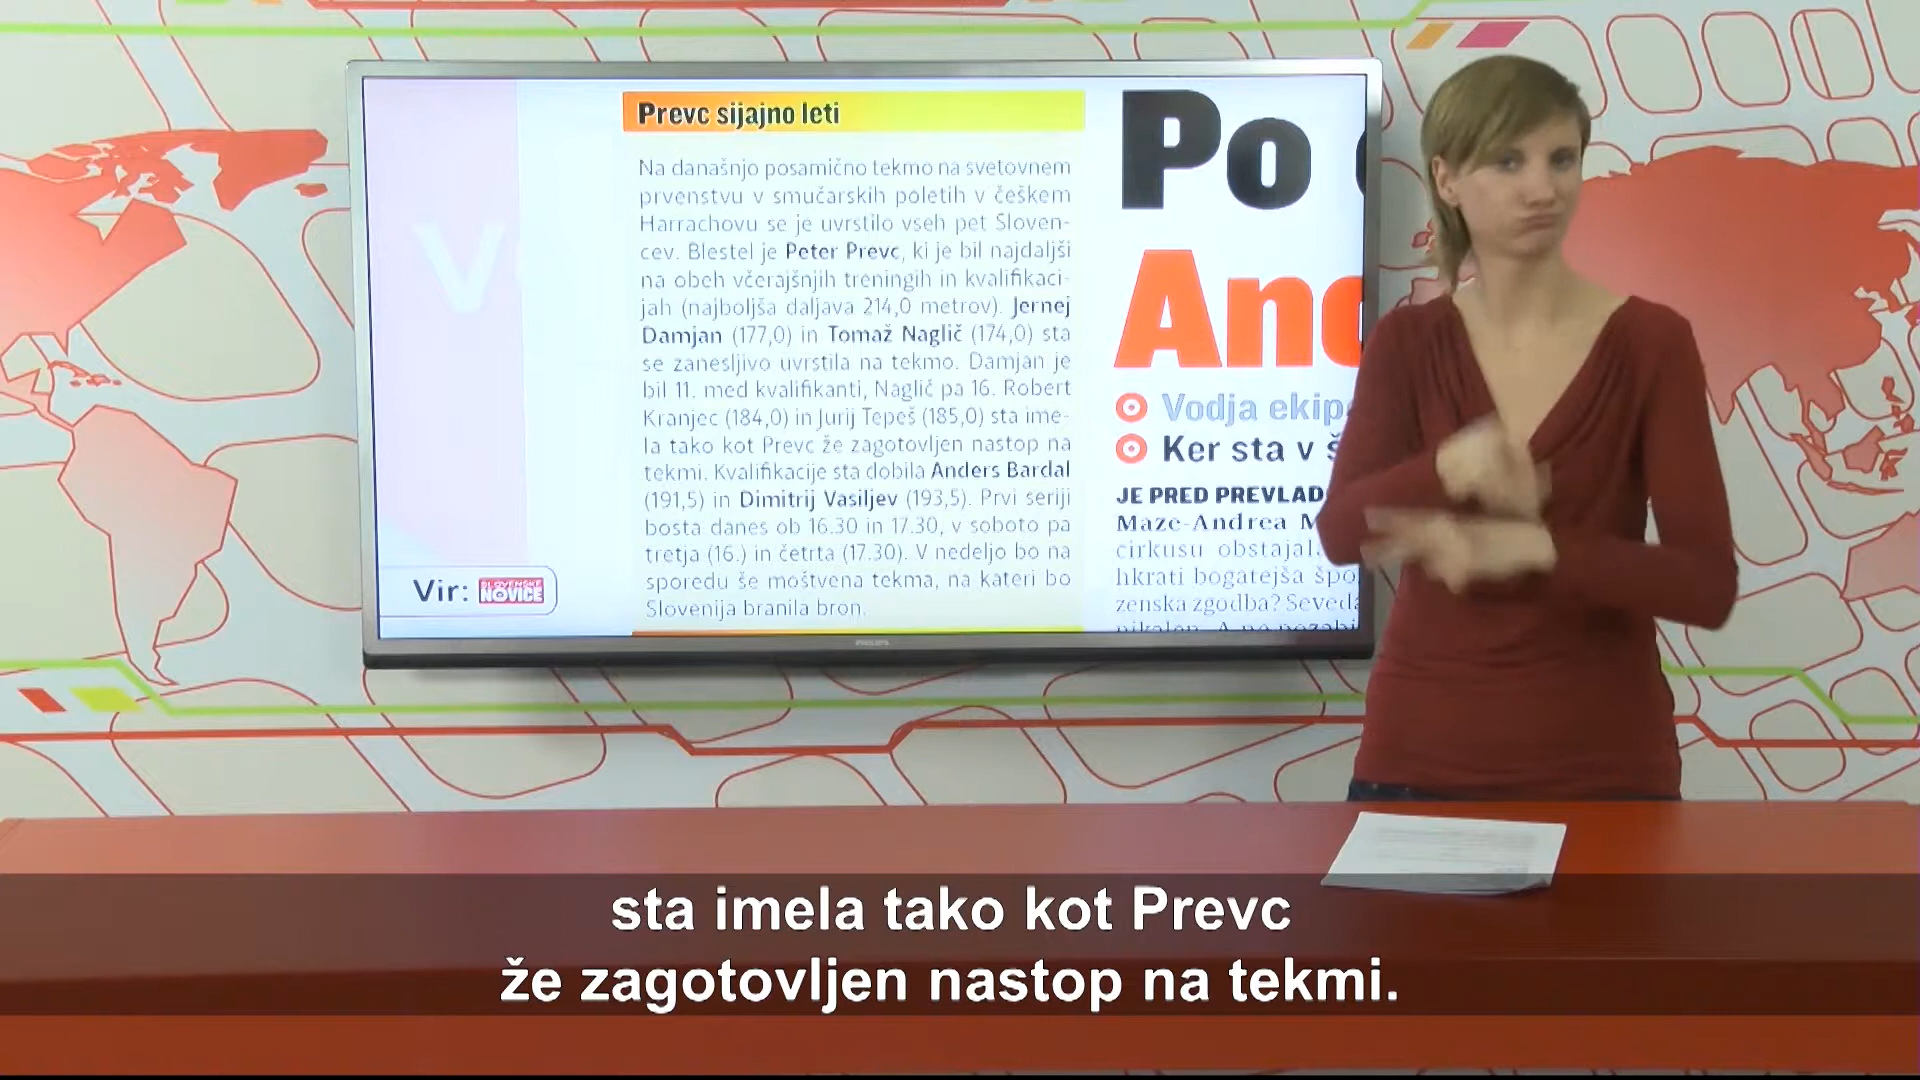 Prevc sijajno leti
Na današnjo posamično tekmo na svetovnem
prvenstvu v smučarskih poletih v češkem
Harrachovu se je uvrstilo vseh pet Sloven-
cev. Blestel je Peter Prevc, ki je bil najdaljši
na obeh včerajšnjih treningih in kvalifikaci-
jah (najboljša daljava 214,0 metrov). Jernej
Damjan (177,0) in Tomaž Naglič (174,0) sta
se zanesljivo uvrstila na tekmo. Damjan je
bil 11. med kvalifikanti, Naglič pa 16. Robert
Kranjec (184,0) in Jurij Tepeš (185,0) sta ime-
la tako kot Prevc že zagotovljen nastop na
tekmi. Kvalifikacije sta dobila Anders Bardal
(191,5) in Dimitrij Vasiljev (193,5). Prvi seriji
bosta danes ob 16.30 in 17.30, v soboto pa
tretja (16.) in četrta (17.30). V nedeljo bo na
sporedu še moštvena tekma, na kateri bo
Slovenija branila bron.
Po
And
Vodja ekip
Ker sta v š
JE PRED PREVLAD
Maze-Andrea M
cirkusu obstajal
hkrati bogatejša špo
zenska zgodba? Seveda
nikalen. A ne pozabi
Vir: SLOVENSKE
NOVICE
PHILIPS
sta imela tako kot Prevc
že zagotovljen nastop na tekmi.